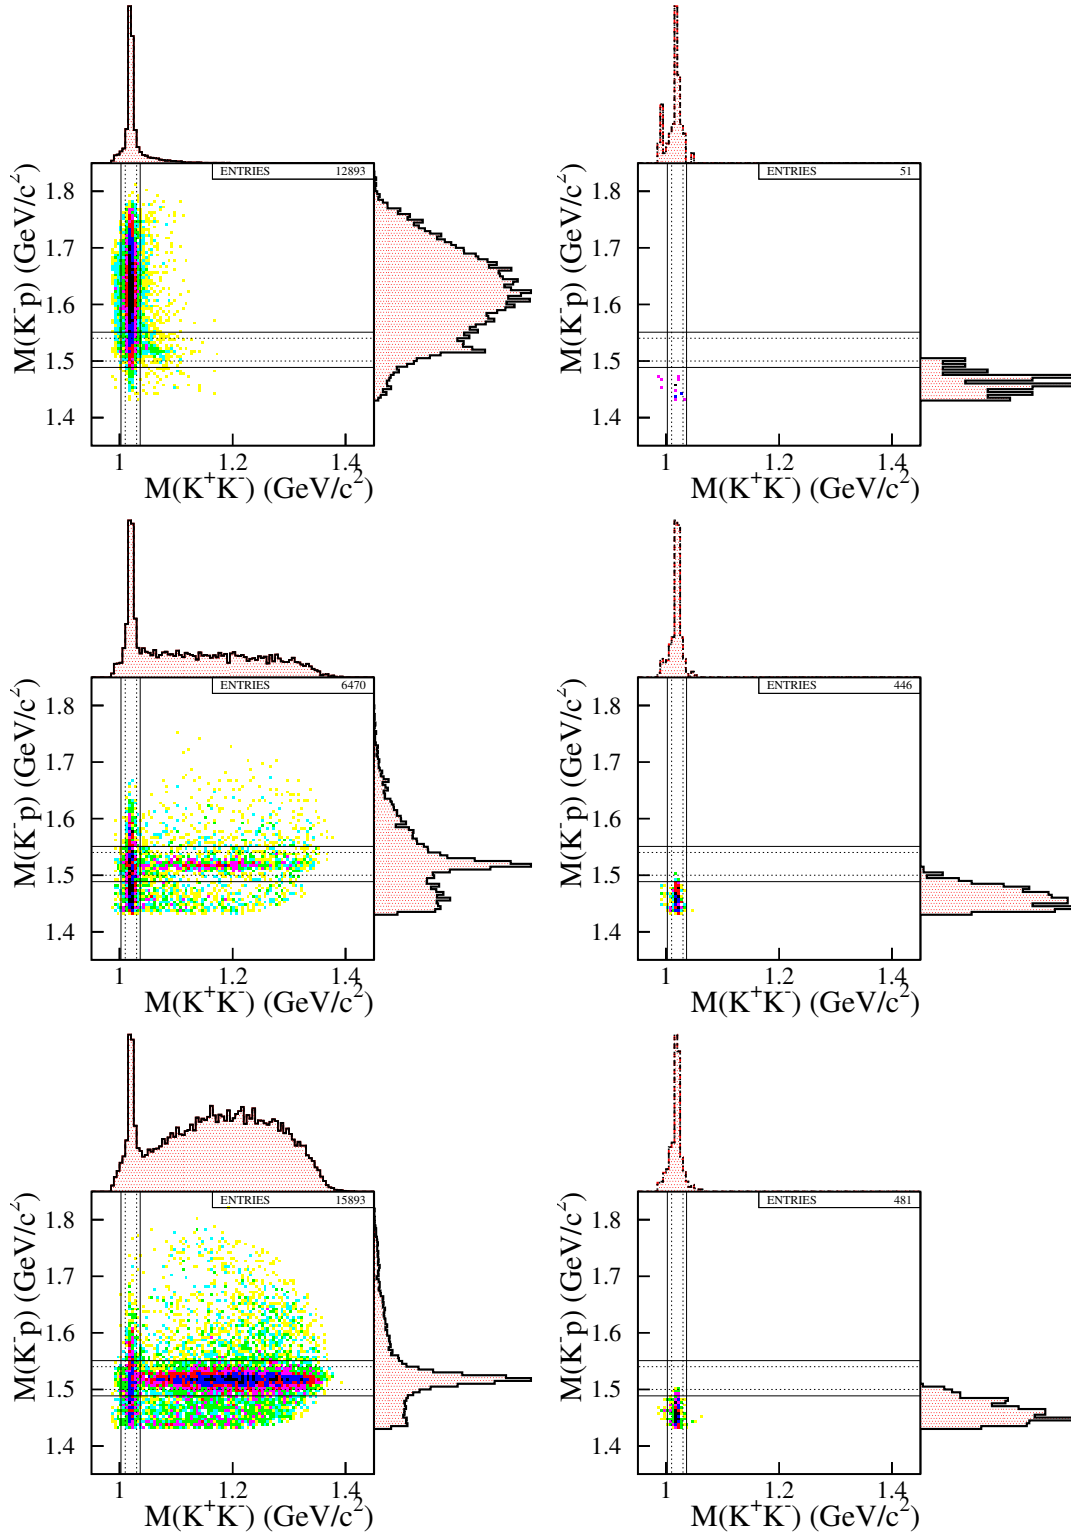 ENTRIES 12893
1.8
1.7
1.6
1.5
1.4
M(K⁻p) (GeV/c²)
1 1.2 1.4
M(K⁺K⁻) (GeV/c²)
ENTRIES 51
1.8
1.7
1.6
1.5
1.4
M(K⁻p) (GeV/c²)
1 1.2 1.4
M(K⁺K⁻) (GeV/c²)
ENTRIES 6470
1.8
1.7
1.6
1.5
1.4
M(K⁻p) (GeV/c²)
1 1.2 1.4
M(K⁺K⁻) (GeV/c²)
ENTRIES 446
1.8
1.7
1.6
1.5
1.4
M(K⁻p) (GeV/c²)
1 1.2 1.4
M(K⁺K⁻) (GeV/c²)
ENTRIES 15893
1.8
1.7
1.6
1.5
1.4
M(K⁻p) (GeV/c²)
1 1.2 1.4
M(K⁺K⁻) (GeV/c²)
ENTRIES 481
1.8
1.7
1.6
1.5
1.4
M(K⁻p) (GeV/c²)
1 1.2 1.4
M(K⁺K⁻) (GeV/c²)